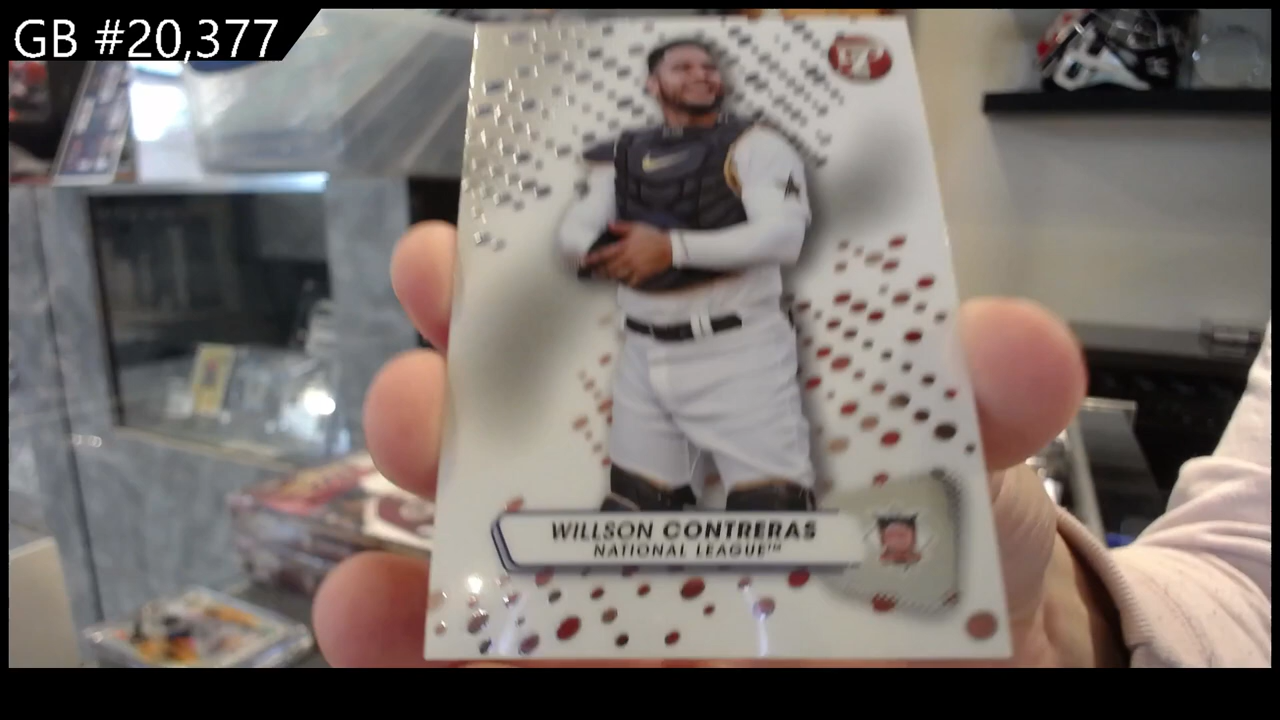 GB #20,377
WILLSON CONTRERAS
NATIONAL LEAGUE™